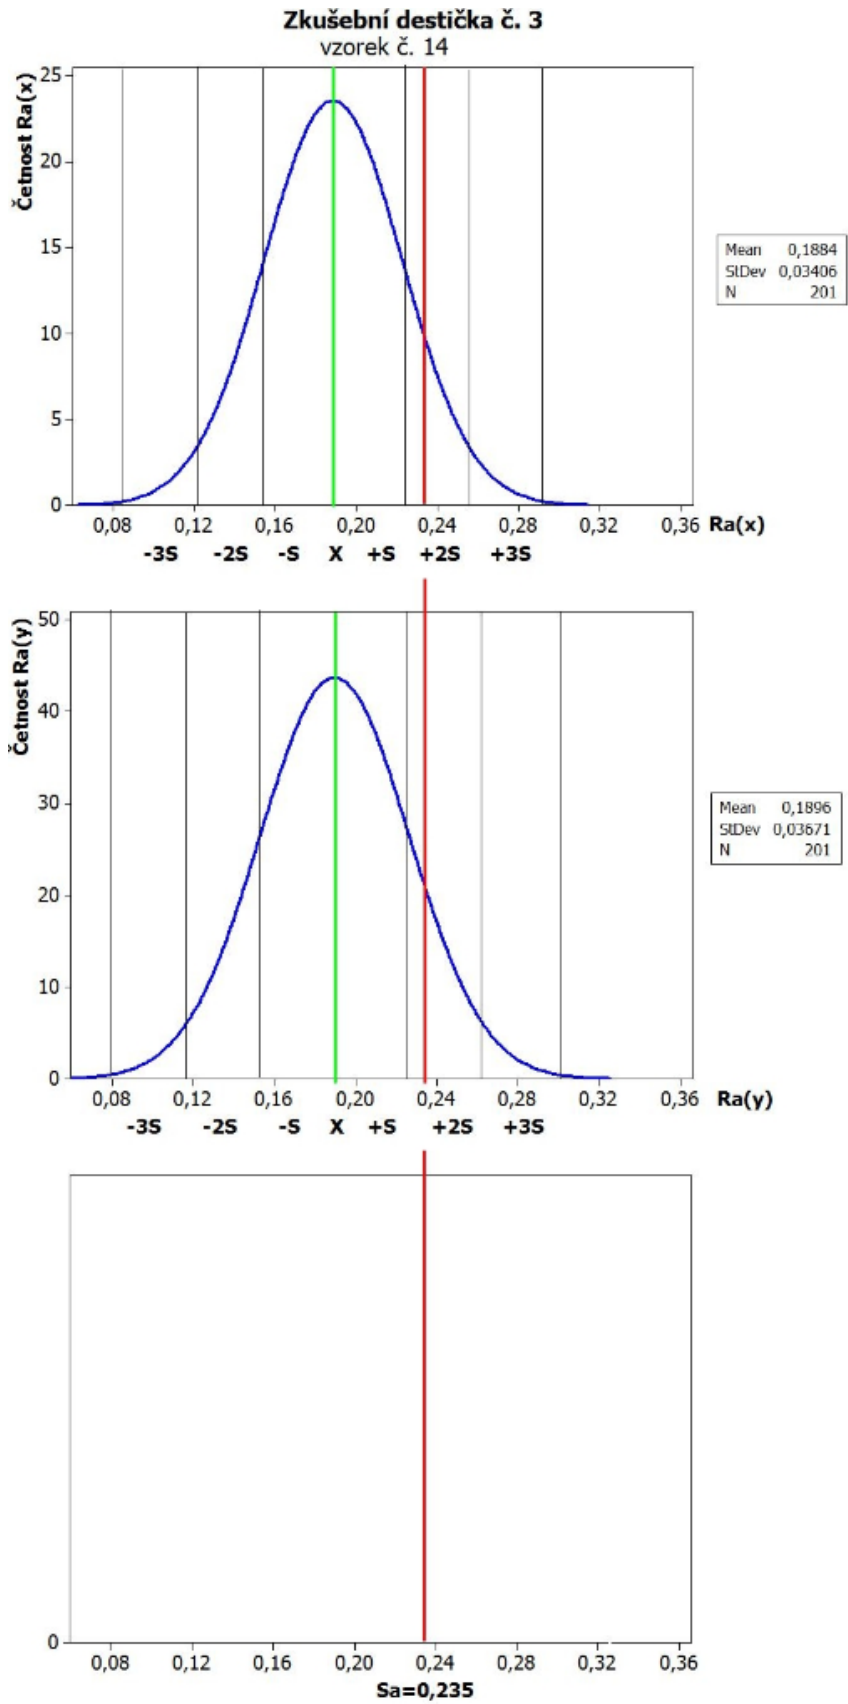 Zkušební destička č. 3
vzorek č. 14
Četnost Ra(x)
25
20
15
10
5
0
0,08 0,12 0,16 0,20 0,24 0,28 0,32 0,36 Ra(x)
-3S -2S -S X +S +2S +3S
Mean 0,1884
StDev 0,03406
N 201
Četnost Ra(y)
50
40
30
20
10
0
0,08 0,12 0,16 0,20 0,24 0,28 0,32 0,36 Ra(y)
-3S -2S -S X +S +2S +3S
Mean 0,1896
StDev 0,03671
N 201
0
0,08 0,12 0,16 0,20 0,24 0,28 0,32 0,36
Sa=0,235